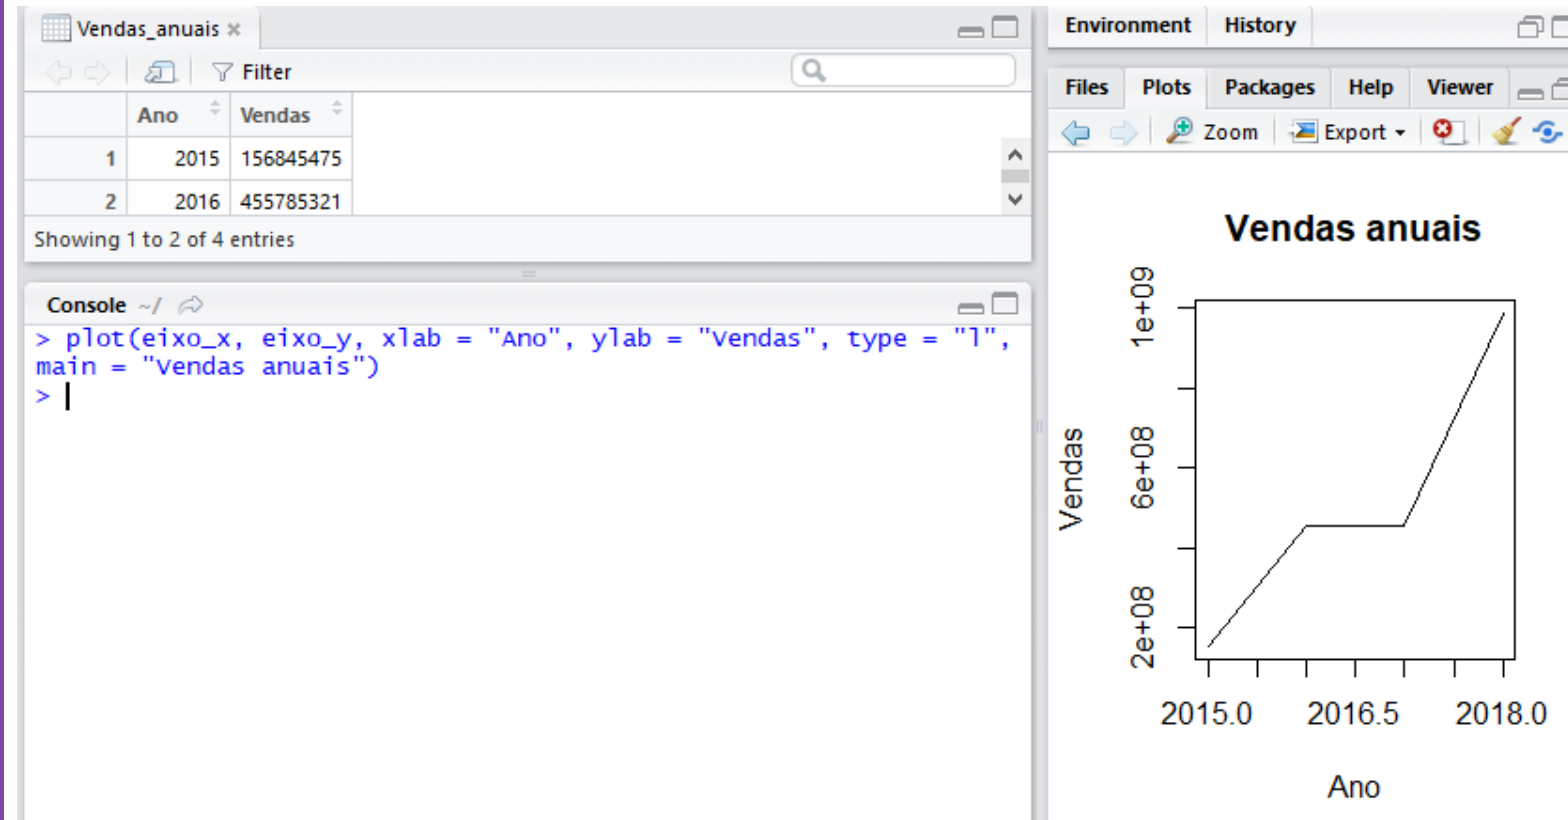 Vendas_anuais
Filter
Ano Vendas
1 2015 156845475
2 2016 455785321
Showing 1 to 2 of 4 entries
Console ~/
> plot(eixo_x, eixo_y, xlab = "Ano", ylab = "Vendas", type = "l",
main = "Vendas anuais")
>
Environment History
Files Plots Packages Help Viewer
Zoom Export
Vendas anuais
Vendas
1e+09
6e+08
2e+08
2015.0 2016.5 2018.0
Ano